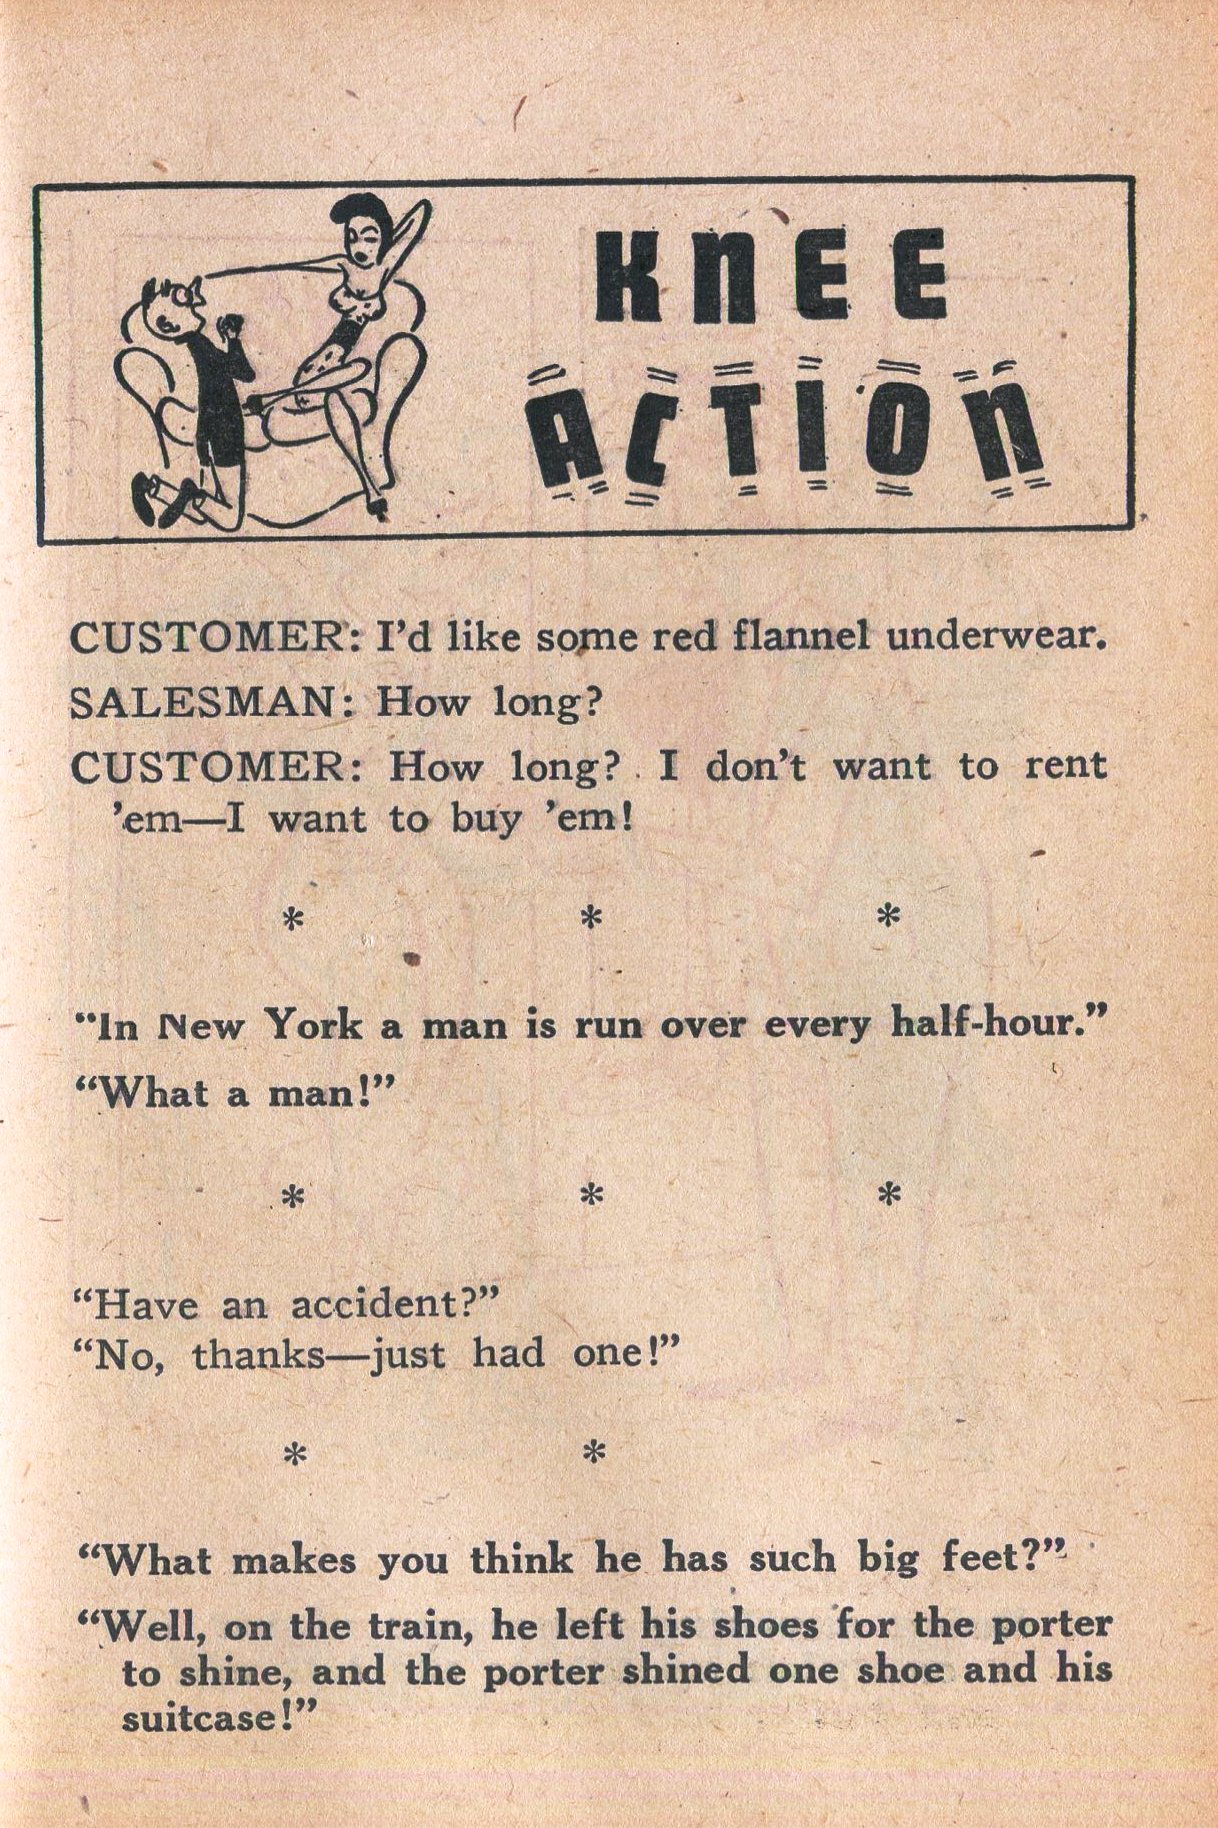 KNEE
ACTION
CUSTOMER: I'd like some red flannel underwear.
SALESMAN: How long?
CUSTOMER: How long? I don't want to rent
'em—I want to buy 'em!
* * *
"In New York a man is run over every half-hour."
"What a man!"
* * *
"Have an accident?"
"No, thanks—just had one!"
* *
"What makes you think he has such big feet?"
"Well, on the train, he left his shoes for the porter
to shine, and the porter shined one shoe and his
suitcase!"